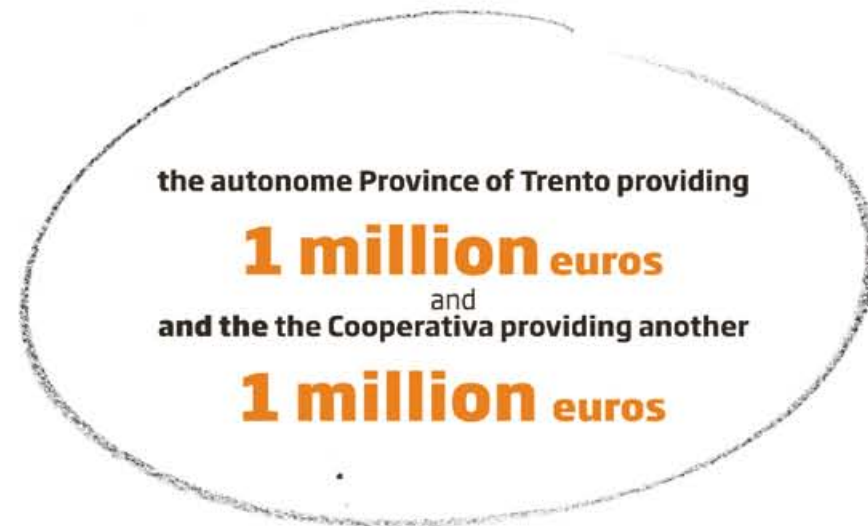 the autonome Province of Trento providing
1 million euros
and
and the the Cooperativa providing another
1 million euros